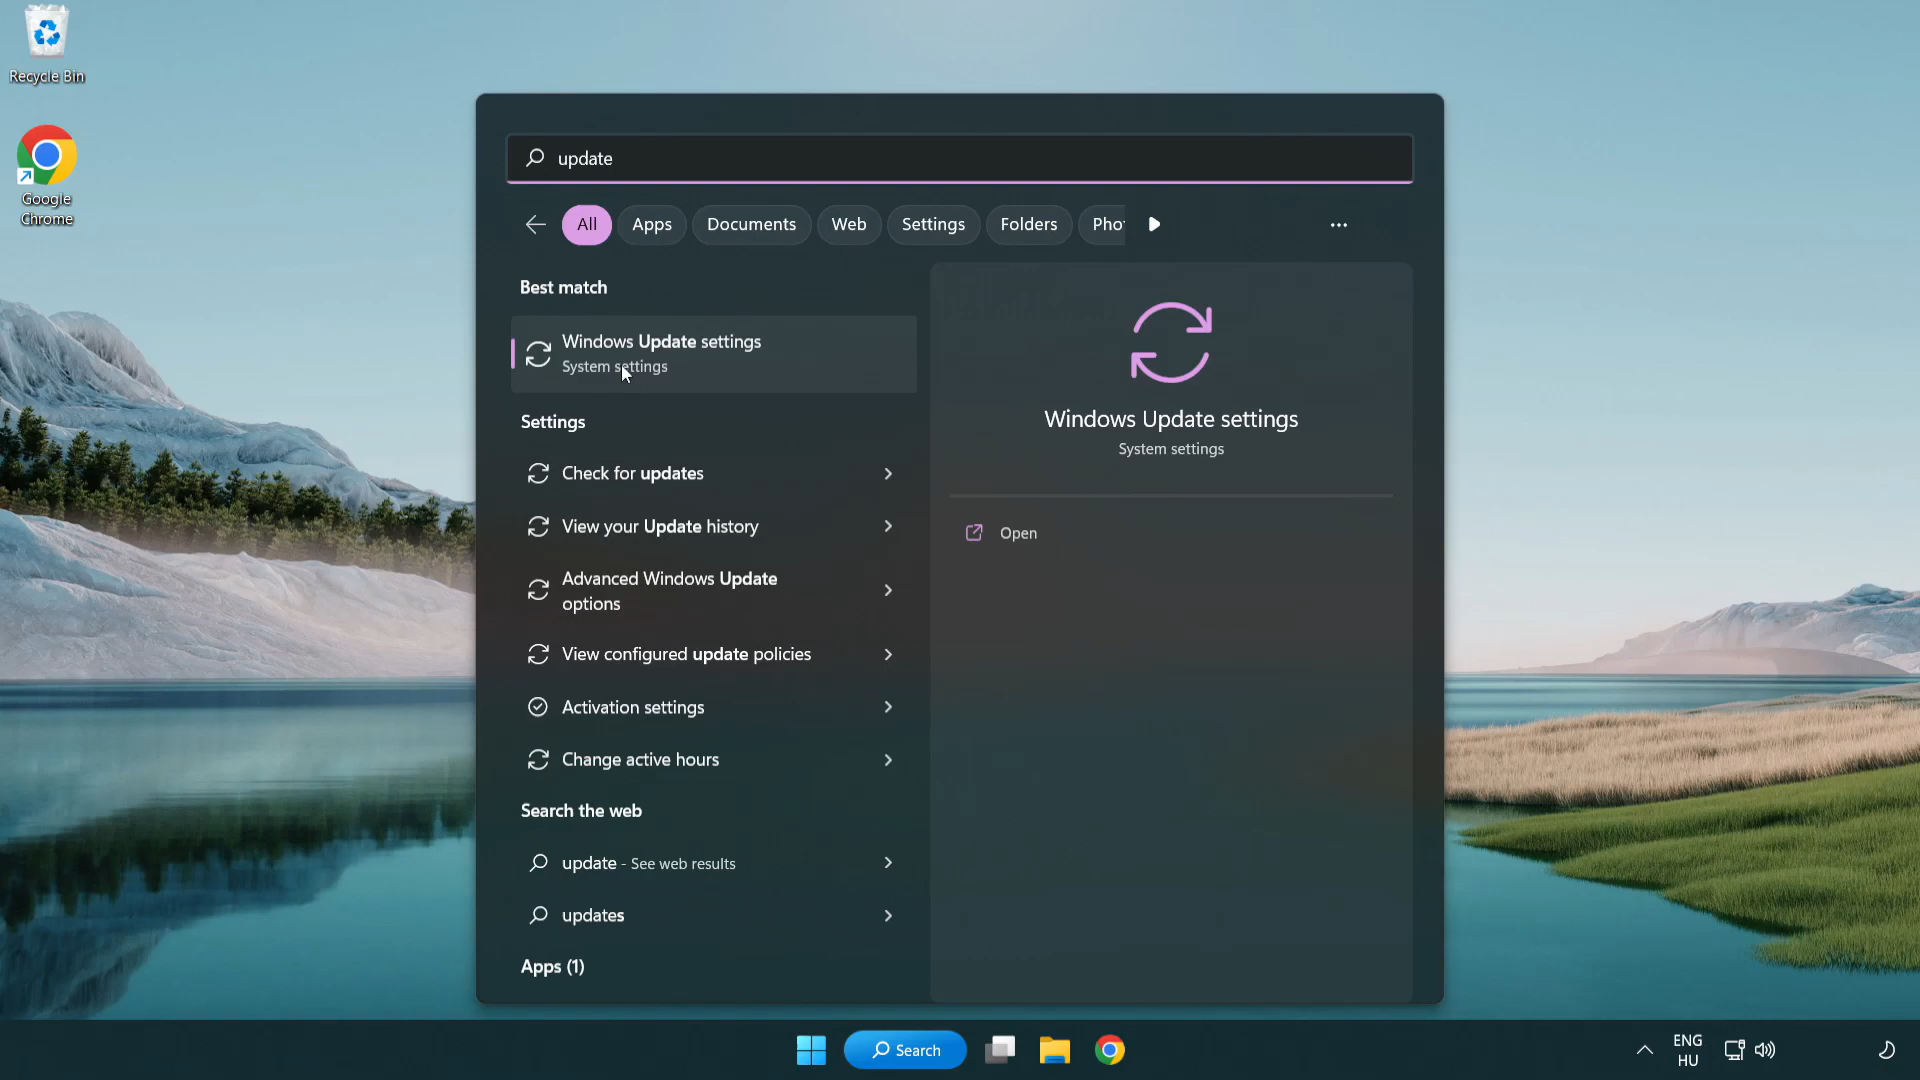 Recycle Bin
Google
Chrome
update
All
Apps
Documents
Web
Settings
Folders
Pho
Best match
Windows Update settings
System settings
Settings
Check for updates
View your Update history
Advanced Windows Update
options
View configured update policies
Activation settings
Change active hours
Search the web
update - See web results
updates
Apps (1)
Windows Update settings
System settings
Open
Search
ENG
HU